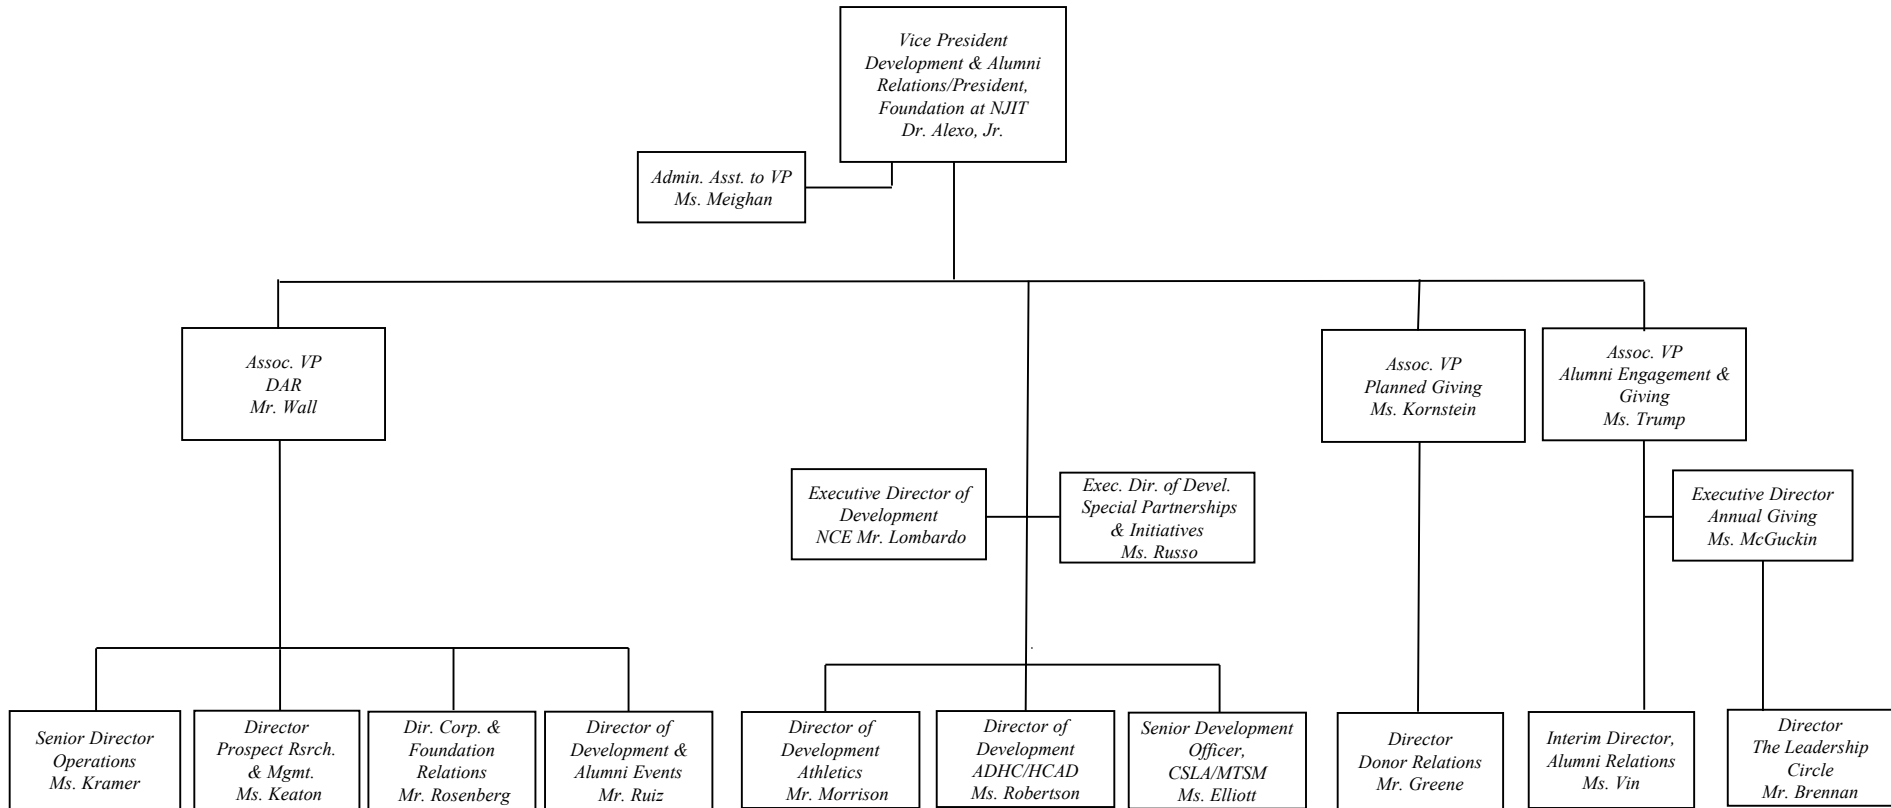 Vice President
Development & Alumni
Relations/President,
Foundation at NJIT
Dr. Alexo, Jr.
Admin. Asst. to VP
Ms. Meighan
Assoc. VP
DAR
Mr. Wall
Assoc. VP
Planned Giving
Ms. Kornstein
Assoc. VP
Alumni Engagement &
Giving
Ms. Trump
Executive Director of
Development
NCE Mr. Lombardo
Exec. Dir. of Devel.
Special Partnerships
& Initiatives
Ms. Russo
Executive Director
Annual Giving
Ms. McGuckin
Senior Director
Operations
Ms. Kramer
Director
Prospect Rsrch.
& Mgmt.
Ms. Keaton
Dir. Corp. &
Foundation
Relations
Mr. Rosenberg
Director of
Development &
Alumni Events
Mr. Ruiz
Director of
Development
Athletics
Mr. Morrison
Director of
Development
ADHC/HCAD
Ms. Robertson
Senior Development
Officer,
CSLA/MTSM
Ms. Elliott
Director
Donor Relations
Mr. Greene
Interim Director,
Alumni Relations
Ms. Vin
Director
The Leadership
Circle
Mr. Brennan